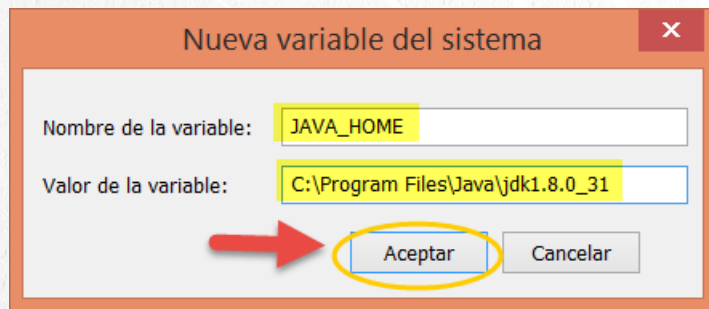 Nueva variable del sistema
x
Nombre de la variable: JAVA_HOME
Valor de la variable: C:\Program Files\Java\jdk1.8.0_31
Aceptar Cancelar